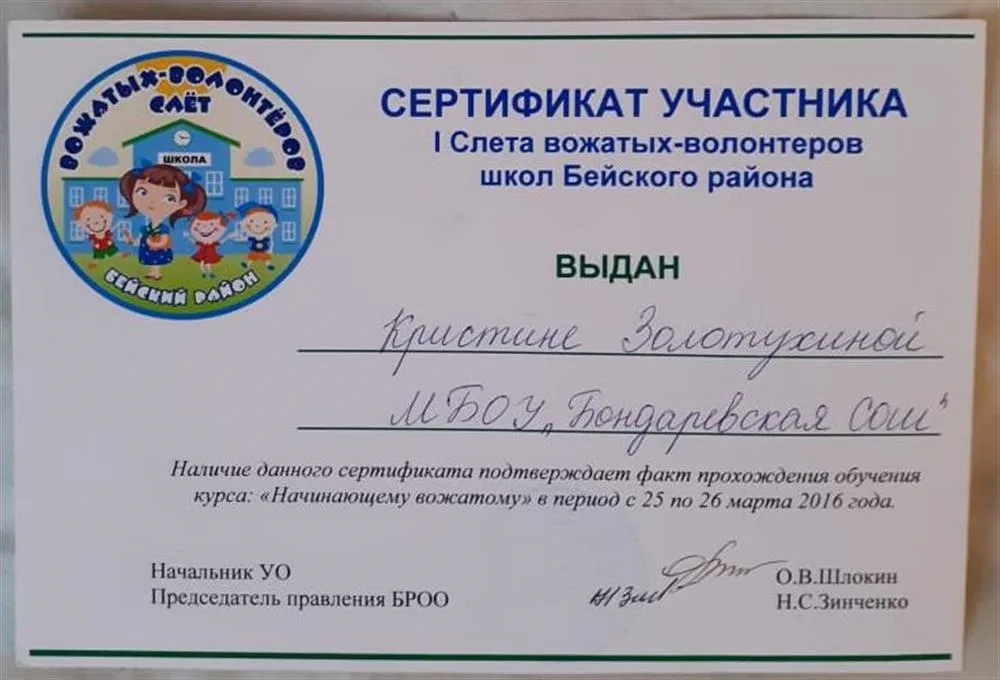 ВОЖАТЫХ-ВОЛОНТЁРОВ
СЛЁТ
ШКОЛА
БЕЙСКИЙ РАЙОН
СЕРТИФИКАТ УЧАСТНИКА
I Слета вожатых-волонтеров
школ Бейского района
ВЫДАН
Кристине Золотухиной
МБОУ „Бондаревская СОШ“
Наличие данного сертификата подтверждает факт прохождения обучения
курса: «Начинающему вожатому» в период с 25 по 26 марта 2016 года.
Начальник УО О.В.Шлокин
Председатель правления БРОО Н.С.Зинченко